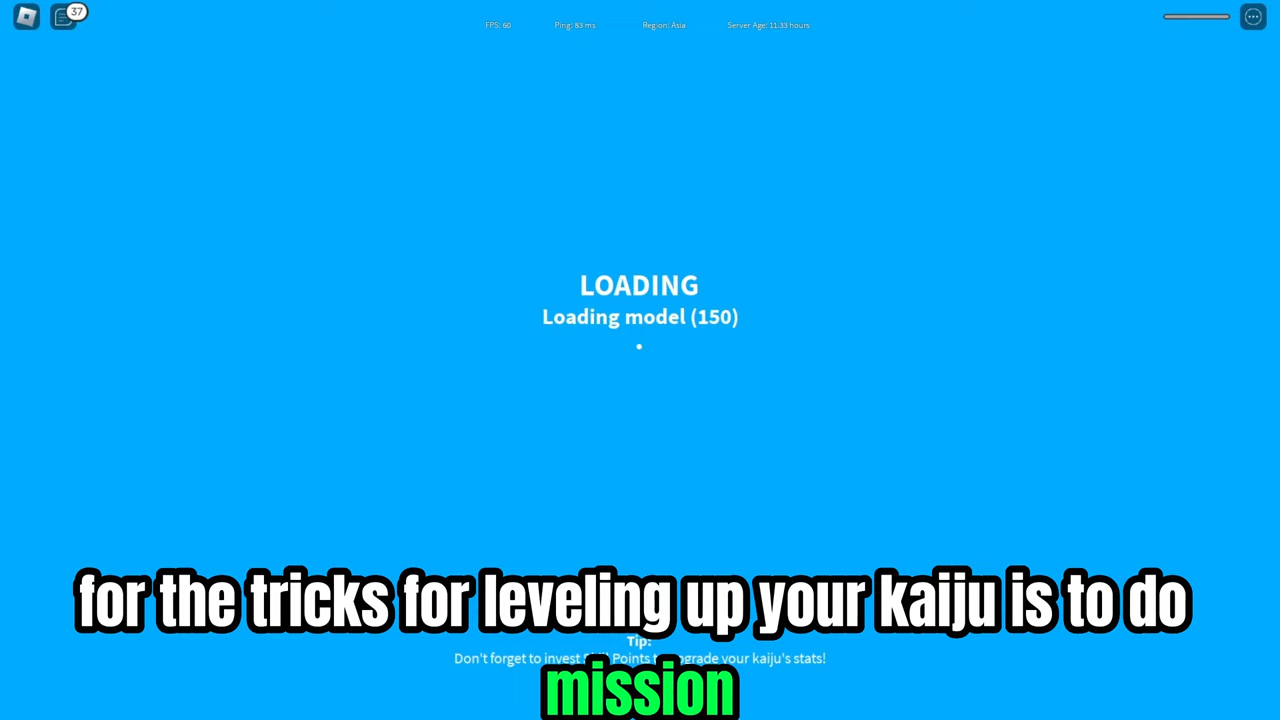 37
FPS: 60 Ping: 83 ms Region: Asia Server Age: 11:33 hours
LOADING
Loading model (150)
for the tricks for leveling up your kaiju is to do
Tip:
Don't forget to invest Points your kaiju's stats!
mission